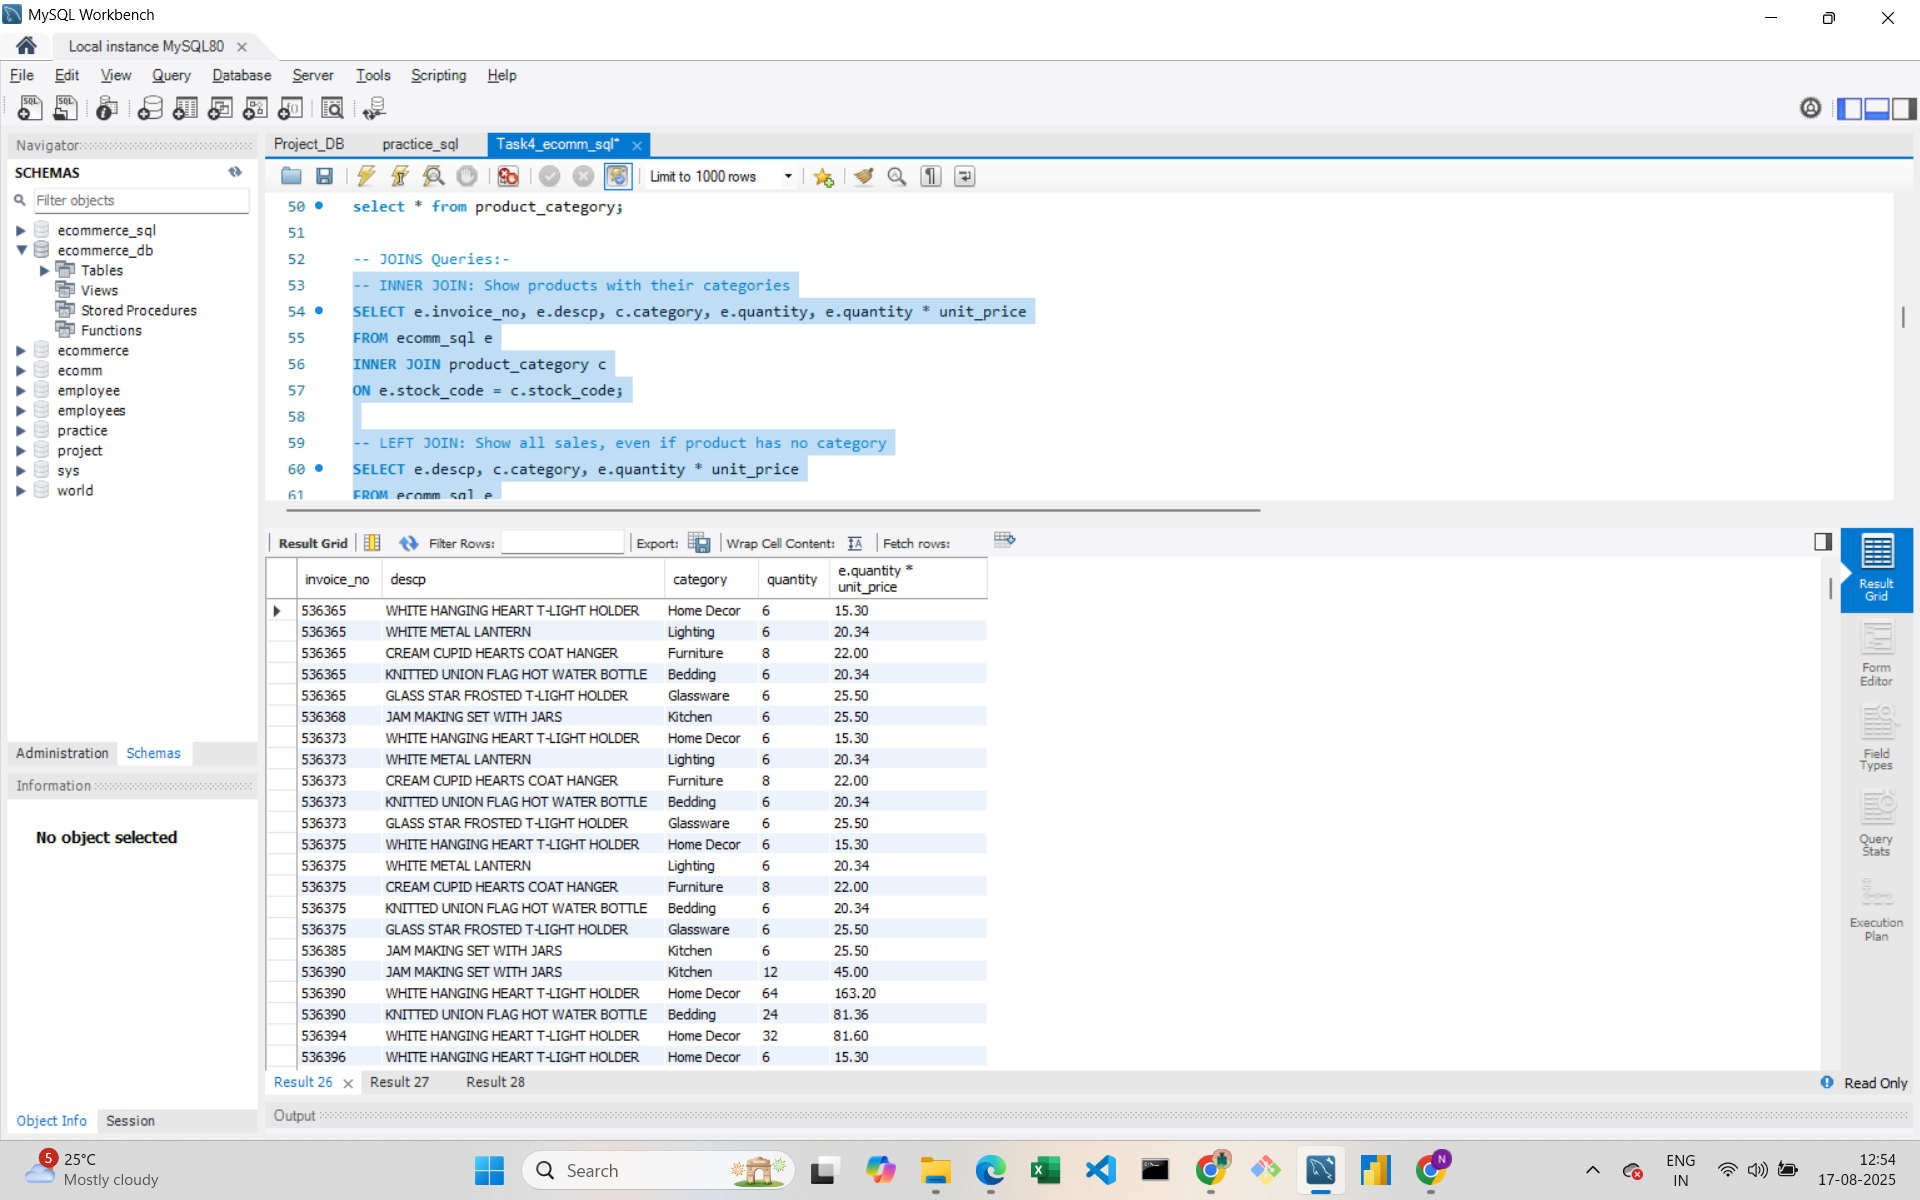 MySQL Workbench
Local instance MySQL80
File Edit View Query Database Server Tools Scripting Help
SQL SQL
Navigator
SCHEMAS
Filter objects
ecommerce_sql
ecommerce_db
Tables
Views
Stored Procedures
Functions
ecommerce
ecomm
employee
employees
practice
project
sys
world
Administration Schemas
Information
No object selected
Object Info Session
Project_DB practice_sql Task4_ecomm_sql*
Limit to 1000 rows
50 select * from product_category;
51
52 -- JOINS Queries:-
53 -- INNER JOIN: Show products with their categories
54 SELECT e.invoice_no, e.descp, c.category, e.quantity, e.quantity * unit_price
55 FROM ecomm_sql e
56 INNER JOIN product_category c
57 ON e.stock_code = c.stock_code;
58
59 -- LEFT JOIN: Show all sales, even if product has no category
60 SELECT e.descp, c.category, e.quantity * unit_price
61 FROM ecomm_sql e
Result Grid Filter Rows: Export: Wrap Cell Content: Fetch rows:
invoice_no descp category quantity e.quantity * unit_price
536365 WHITE HANGING HEART T-LIGHT HOLDER Home Decor 6 15.30
536365 WHITE METAL LANTERN Lighting 6 20.34
536365 CREAM CUPID HEARTS COAT HANGER Furniture 8 22.00
536365 KNITTED UNION FLAG HOT WATER BOTTLE Bedding 6 20.34
536365 GLASS STAR FROSTED T-LIGHT HOLDER Glassware 6 25.50
536368 JAM MAKING SET WITH JARS Kitchen 6 25.50
536373 WHITE HANGING HEART T-LIGHT HOLDER Home Decor 6 15.30
536373 WHITE METAL LANTERN Lighting 6 20.34
536373 CREAM CUPID HEARTS COAT HANGER Furniture 8 22.00
536373 KNITTED UNION FLAG HOT WATER BOTTLE Bedding 6 20.34
536373 GLASS STAR FROSTED T-LIGHT HOLDER Glassware 6 25.50
536375 WHITE HANGING HEART T-LIGHT HOLDER Home Decor 6 15.30
536375 WHITE METAL LANTERN Lighting 6 20.34
536375 CREAM CUPID HEARTS COAT HANGER Furniture 8 22.00
536375 KNITTED UNION FLAG HOT WATER BOTTLE Bedding 6 20.34
536375 GLASS STAR FROSTED T-LIGHT HOLDER Glassware 6 25.50
536385 JAM MAKING SET WITH JARS Kitchen 6 25.50
536390 JAM MAKING SET WITH JARS Kitchen 12 45.00
536390 WHITE HANGING HEART T-LIGHT HOLDER Home Decor 64 163.20
536390 KNITTED UNION FLAG HOT WATER BOTTLE Bedding 24 81.36
536394 WHITE HANGING HEART T-LIGHT HOLDER Home Decor 32 81.60
536396 WHITE HANGING HEART T-LIGHT HOLDER Home Decor 6 15.30
Result 26 Result 27 Result 28
Read Only
Output
Result
Grid
Form
Editor
Field
Types
Query
Stats
Execution
Plan
5
25°C
Mostly cloudy
Search
N
ENG
IN
12:54
17-08-2025